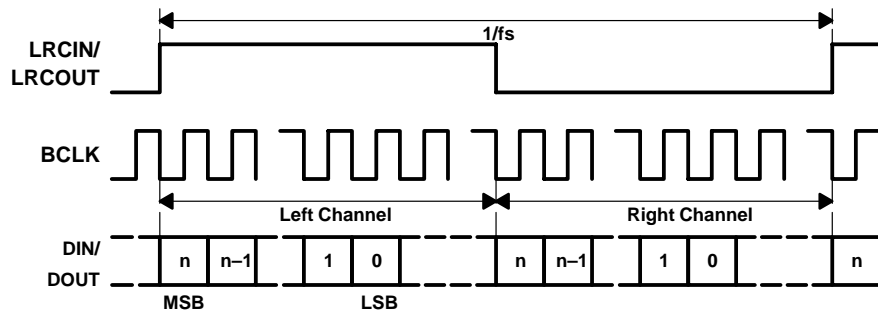 1/fs
LRCIN/
LRCOUT
BCLK
Left Channel
Right Channel
DIN/
DOUT
n n–1 1 0 n n–1 1 0 n
MSB LSB